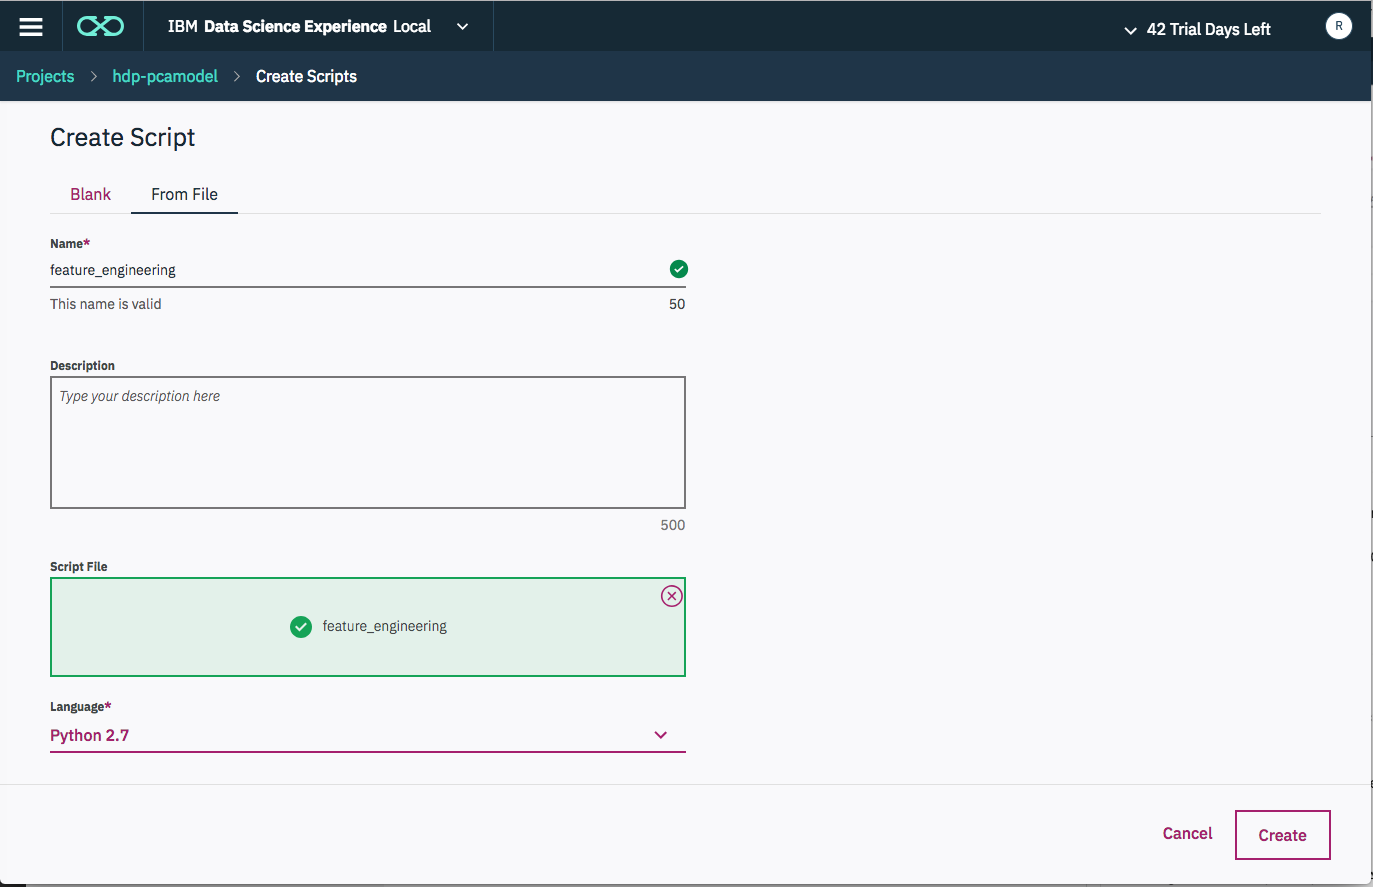 IBM Data Science Experience Local
42 Trial Days Left
R
Projects > hdp-pcamodel > Create Scripts
Create Script
Blank From File
Name*
feature_engineering
This name is valid 50
Description
Type your description here
500
Script File
feature_engineering
Language*
Python 2.7
Cancel Create